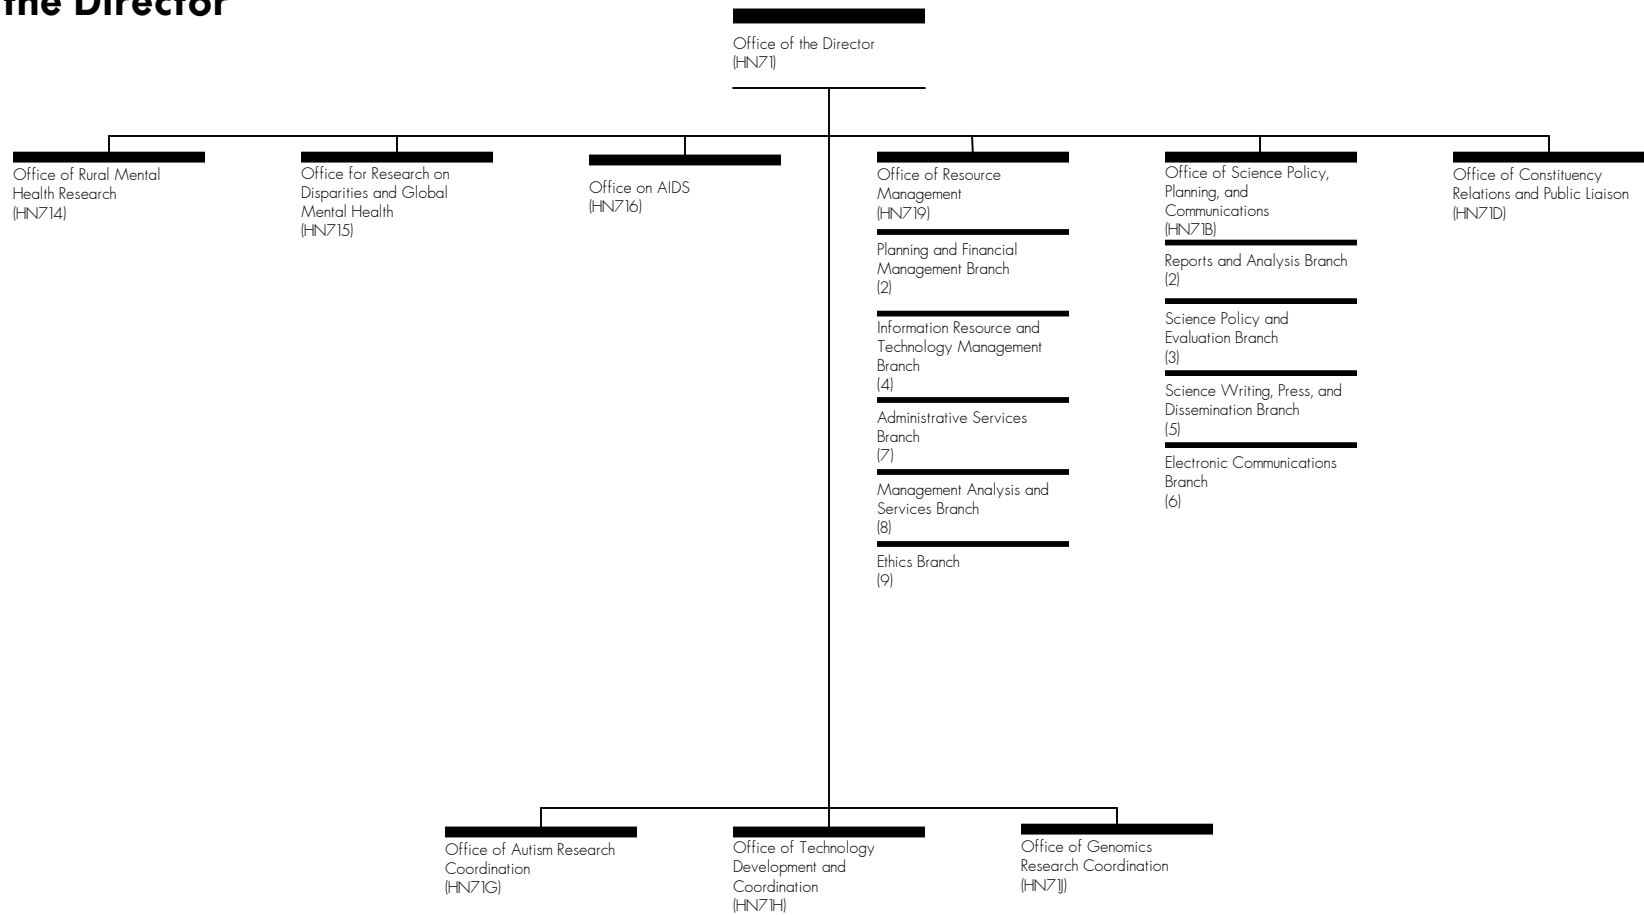 the Director
Office of the Director
(HN71)
Office of Rural Mental
Health Research
(HN714)
Office for Research on
Disparities and Global
Mental Health
(HN715)
Office on AIDS
(HN716)
Office of Resource
Management
(HN719)
Planning and Financial
Management Branch
(2)
Information Resource and
Technology Management
Branch
(4)
Administrative Services
Branch
(7)
Management Analysis and
Services Branch
(8)
Ethics Branch
(9)
Office of Science Policy,
Planning, and
Communications
(HN71B)
Reports and Analysis Branch
(2)
Science Policy and
Evaluation Branch
(3)
Science Writing, Press, and
Dissemination Branch
(5)
Electronic Communications
Branch
(6)
Office of Constituency
Relations and Public Liaison
(HN71D)
Office of Autism Research
Coordination
(HN71G)
Office of Technology
Development and
Coordination
(HN71H)
Office of Genomics
Research Coordination
(HN71J)